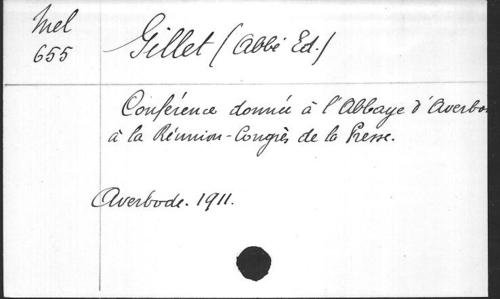 Mel
655
Gillet (Abbé Ed.)
Conférence donnée à l'Abbaye d'Averbo
à la Réunion-Congrès de la Presse.
Averbode. 1911.